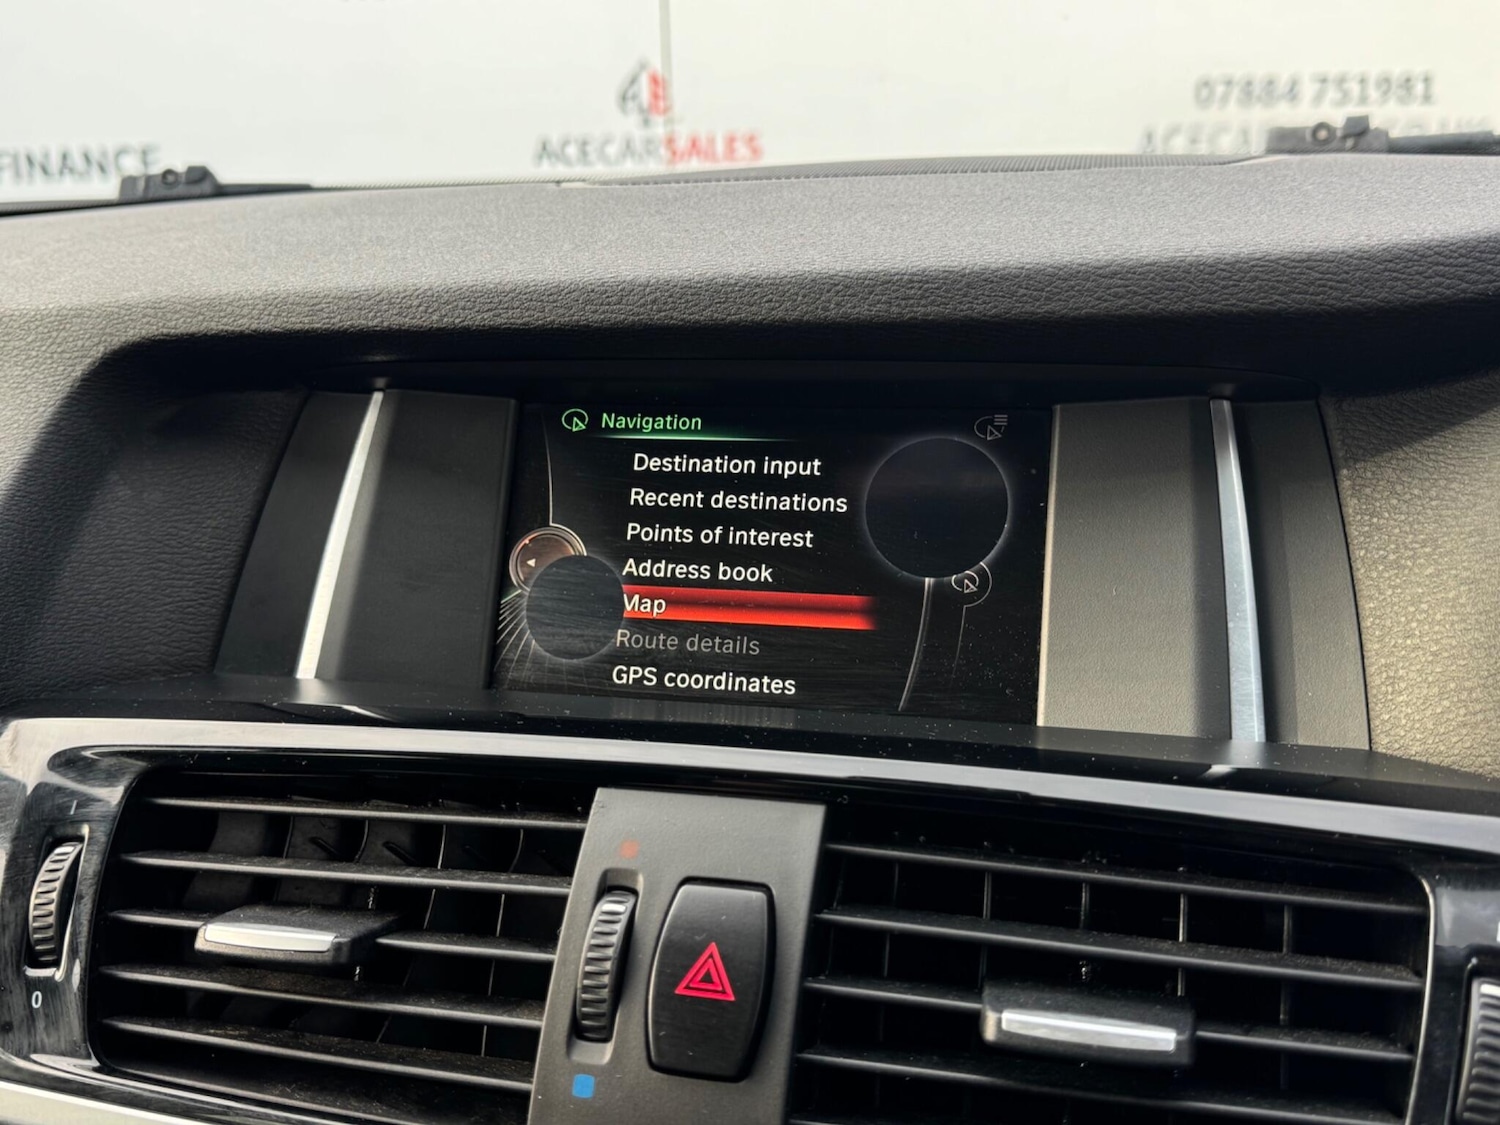 FINANCE
ACECARSALES
07884 751981
Navigation
Destination input
Recent destinations
Points of interest
Address book
Map
Route details
GPS coordinates
0